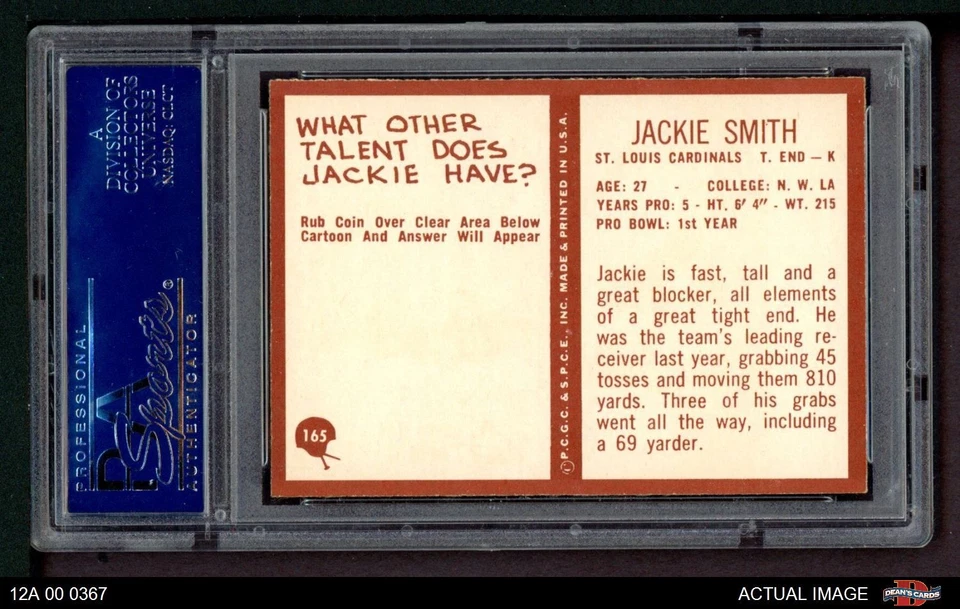 A
DIVISION OF
COLLECTORS
UNIVERSE
NASDAQ: CLCT
PROFESSIONAL
PSA
Sports®
AUTHENTICATOR
WHAT OTHER
TALENT DOES
JACKIE HAVE?
Rub Coin Over Clear Area Below
Cartoon And Answer Will Appear
165
© P.C.G.C. & S.P.C.E., INC. MADE & PRINTED IN U.S.A.
JACKIE SMITH
ST. LOUIS CARDINALS T. END – K
AGE: 27 - COLLEGE: N. W. LA
YEARS PRO: 5 - HT. 6' 4" - WT. 215
PRO BOWL: 1st YEAR
Jackie is fast, tall and a
great blocker, all elements
of a great tight end. He
was the team's leading re-
ceiver last year, grabbing 45
tosses and moving them 810
yards. Three of his grabs
went all the way, including
a 69 yarder.
12A 00 0367
ACTUAL IMAGE
DEAN'S CARDS